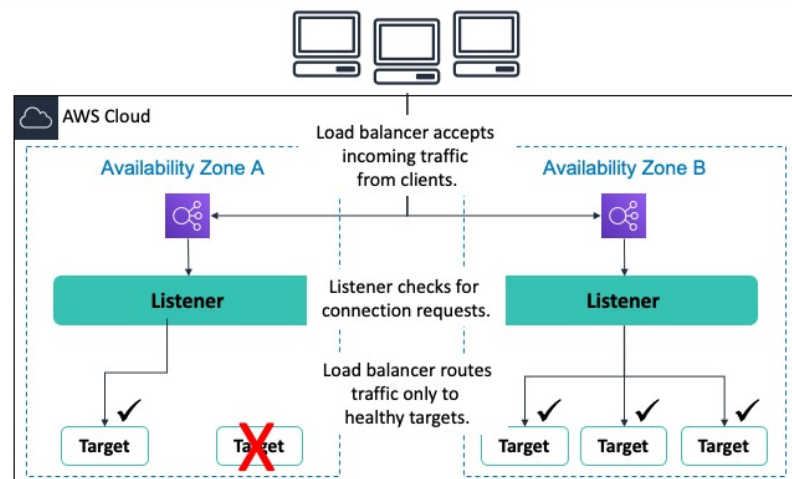 AWS Cloud
Load balancer accepts
incoming traffic
from clients.
Availability Zone A
Availability Zone B
Listener
Listener checks for
connection requests.
Listener
Load balancer routes
traffic only to
healthy targets.
Target
Target
Target
Target
Target